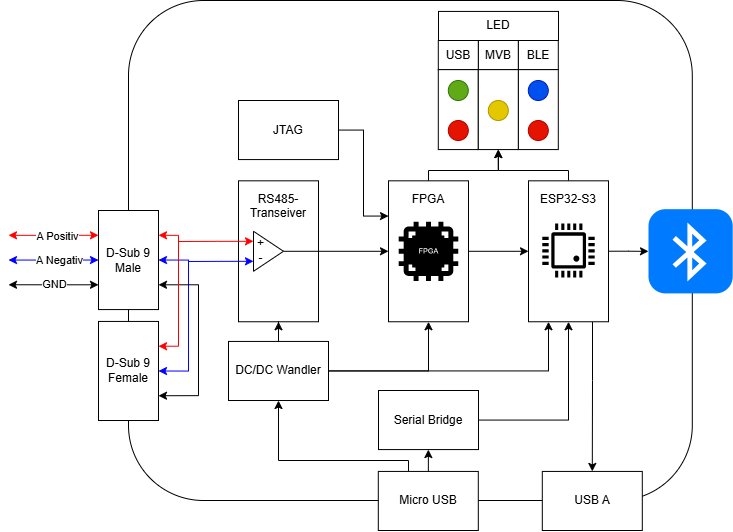 LED
USB
MVB
BLE
JTAG
RS485-
Transeiver
FPGA
ESP32-S3
+
-
FPGA
A Positiv
A Negativ
GND
D-Sub 9
Male
D-Sub 9
Female
DC/DC Wandler
Serial Bridge
Micro USB
USB A